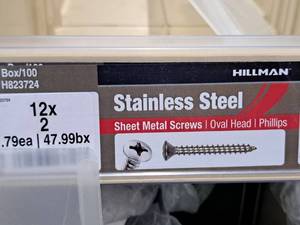 Box/100
H823724
HILLMAN
12x
2
.79ea | 47.99bx
Stainless Steel
Sheet Metal Screws | Oval Head | Phillips